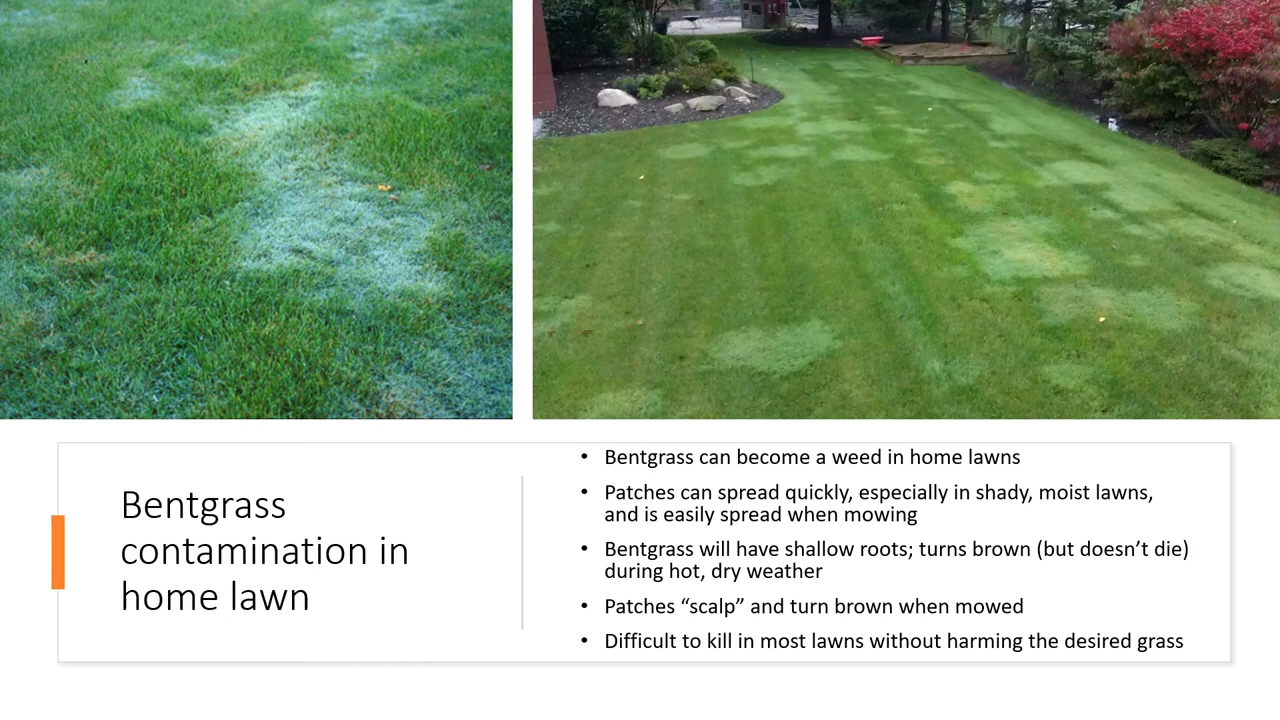 Bentgrass
contamination in
home lawn
• Bentgrass can become a weed in home lawns
• Patches can spread quickly, especially in shady, moist lawns,
and is easily spread when mowing
• Bentgrass will have shallow roots; turns brown (but doesn’t die)
during hot, dry weather
• Patches “scalp” and turn brown when mowed
• Difficult to kill in most lawns without harming the desired grass